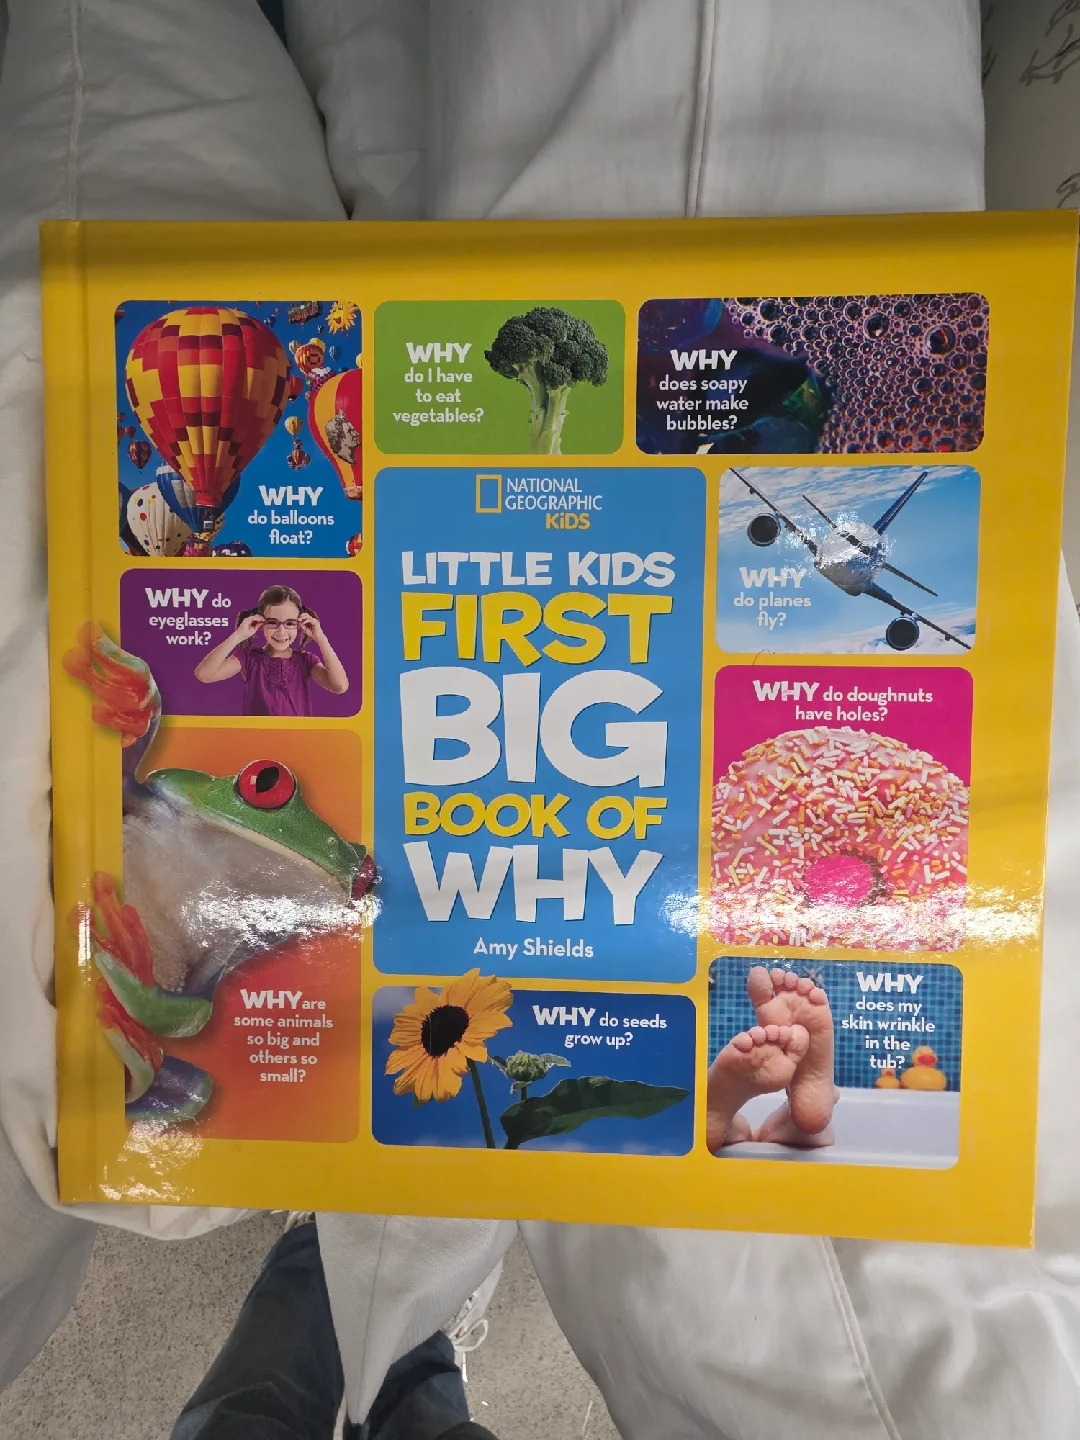 WHY
do balloons
float?
WHY
do I have
to eat
vegetables?
WHY
does soapy
water make
bubbles?
NATIONAL
GEOGRAPHIC
KiDS
LITTLE KIDS
FIRST
BIG
BOOK OF
WHY
Amy Shields
WHY
do planes
fly?
WHY do
eyeglasses
work?
WHY do doughnuts
have holes?
WHY are
some animals
so big and
others so
small?
WHY do seeds
grow up?
WHY
does my
skin wrinkle
in the
tub?